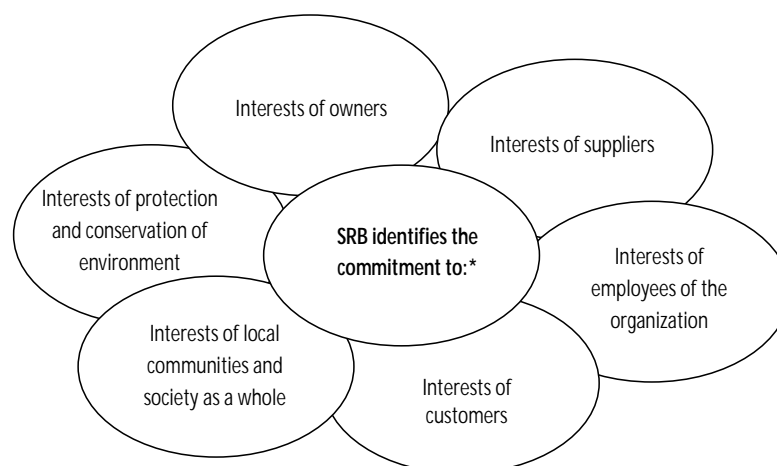 Interests of owners
Interests of suppliers
Interests of protection
and conservation of
environment
SRB identifies the
commitment to:*
Interests of
employees of the
organization
Interests of local
communities and
society as a whole
Interests of
customers